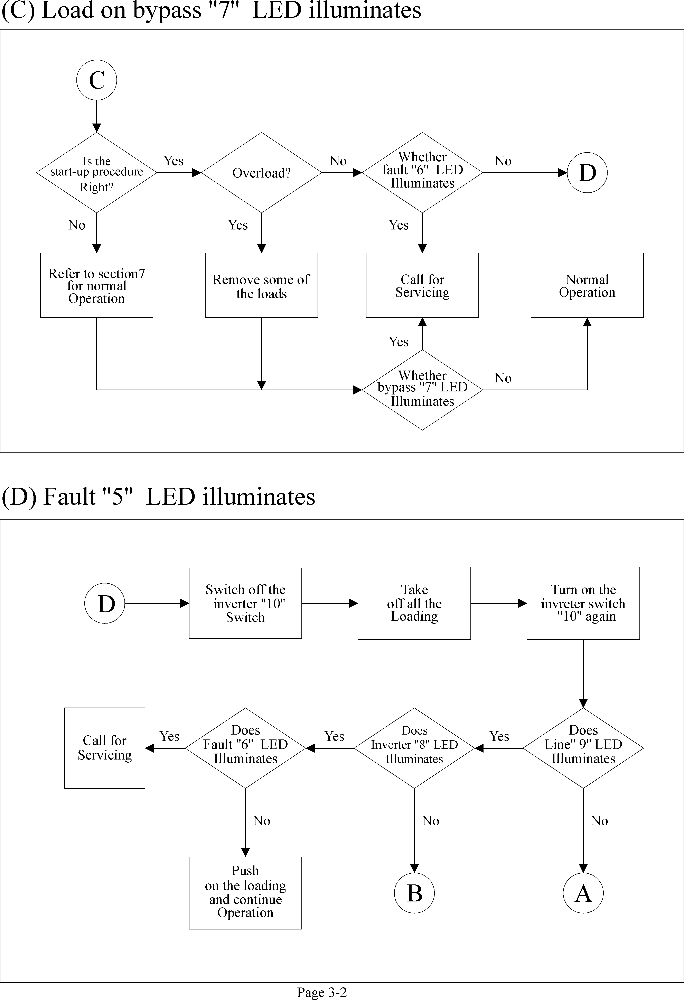 (C) Load on bypass "7"  LED illuminates
C
Is the
start-up procedure
Right?
Yes
Overload?
No
Whether
fault "6"  LED
Illuminates
No
D
No
Yes
Yes
Refer to section7
for normal
Operation
Remove some of
the loads
Call for
Servicing
Normal
Operation
Yes
Whether
bypass "7" LED
Illuminates
No
(D) Fault "5"  LED illuminates
D
Switch off the
inverter "10"
Switch
Take
off all the
Loading
Turn on the
invreter switch
"10" again
Call for
Servicing
Yes
Does
Fault "6"  LED
Illuminates
Yes
Does
Inverter "8" LED
Illuminates
Yes
Does
Line" 9" LED
Illuminates
No
No
No
Push
on the loading
and continue
Operation
B
A
Page 3-2